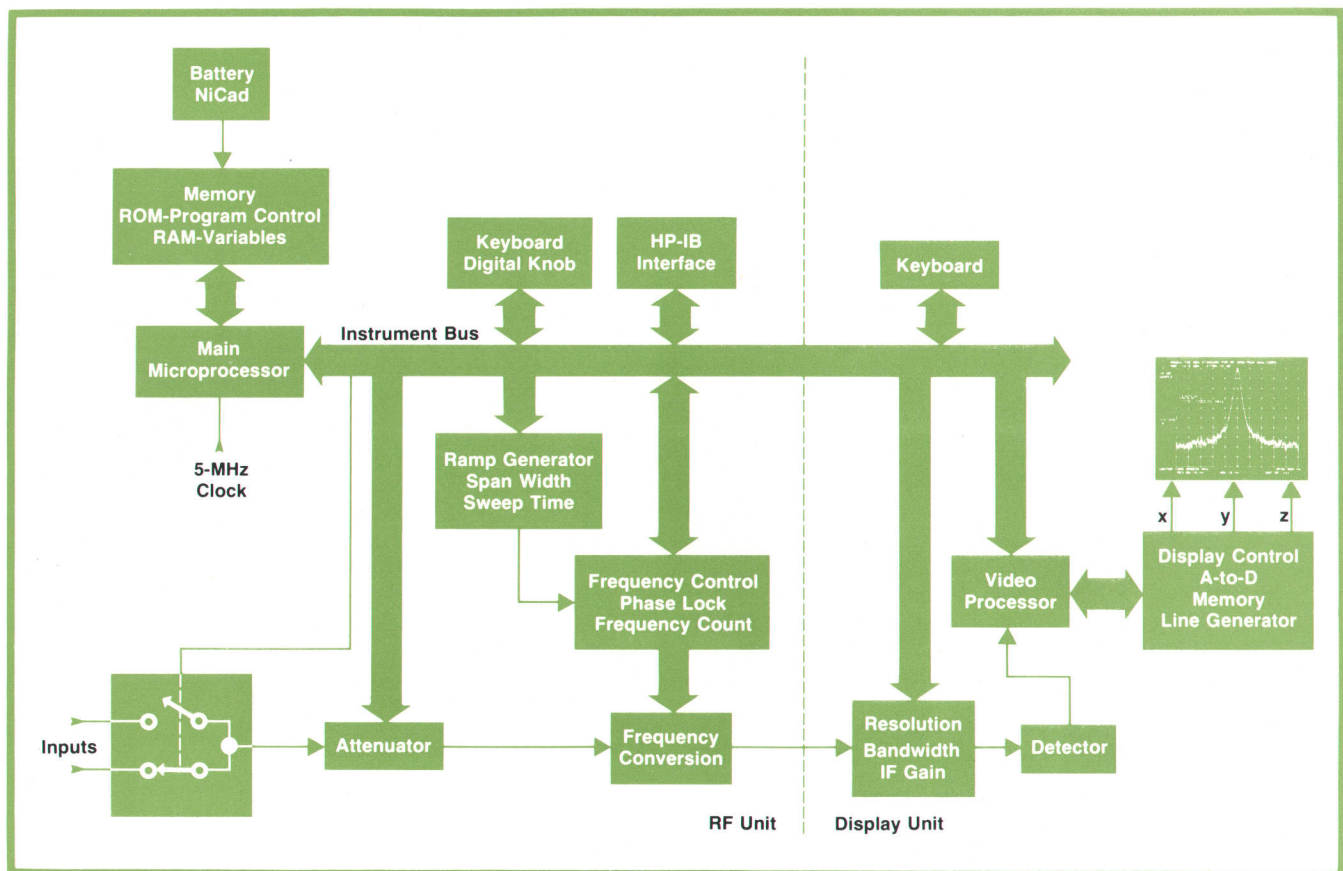 Battery
NiCad
Memory
ROM-Program Control
RAM-Variables
Keyboard
Digital Knob
HP-IB
Interface
Keyboard
Instrument Bus
Main
Microprocessor
5-MHz
Clock
Ramp Generator
Span Width
Sweep Time
x
y
z
Frequency Control
Phase Lock
Frequency Count
Video
Processor
Display Control
A-to-D
Memory
Line Generator
Inputs
Attenuator
Frequency
Conversion
Resolution
Bandwidth
IF Gain
Detector
RF Unit
Display Unit